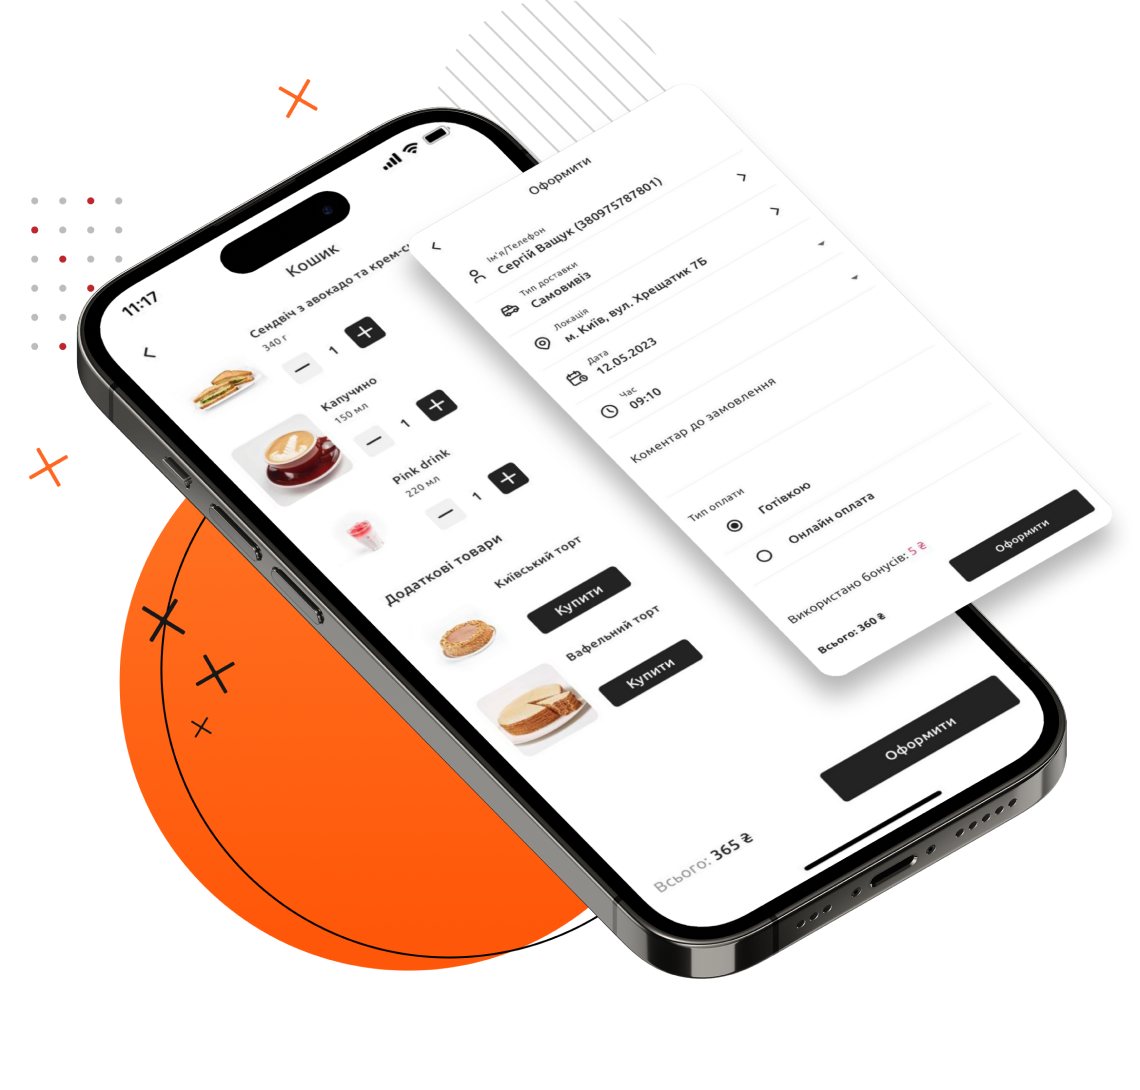 11:17
Кошик
Сендвіч з авокадо та крем-с
340 г
1
Капучино
150 мл
1
Pink drink
220 мл
1
Додаткові товари
Київський торт
Купити
Вафельний торт
Купити
Всього: 365 ₴
Оформити
Оформити
Ім'я/Телефон
Сергій Ващук (380975787801)
Тип доставки
Самовивіз
Локація
м. Київ, вул. Хрещатик 7Б
Дата
12.05.2023
Час
09:10
Коментар до замовлення
Тип оплати
Готівкою
Онлайн оплата
Використано бонусів: 5 ₴
Всього: 360 ₴
Оформити